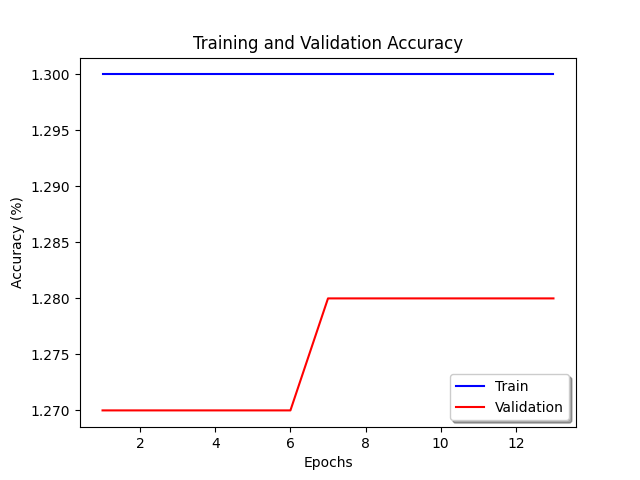 Training and Validation Accuracy
1.300
1.295
1.290
1.285
1.280
1.275
1.270
Accuracy (%)
2 4 6 8 10 12
Epochs
Train
Validation